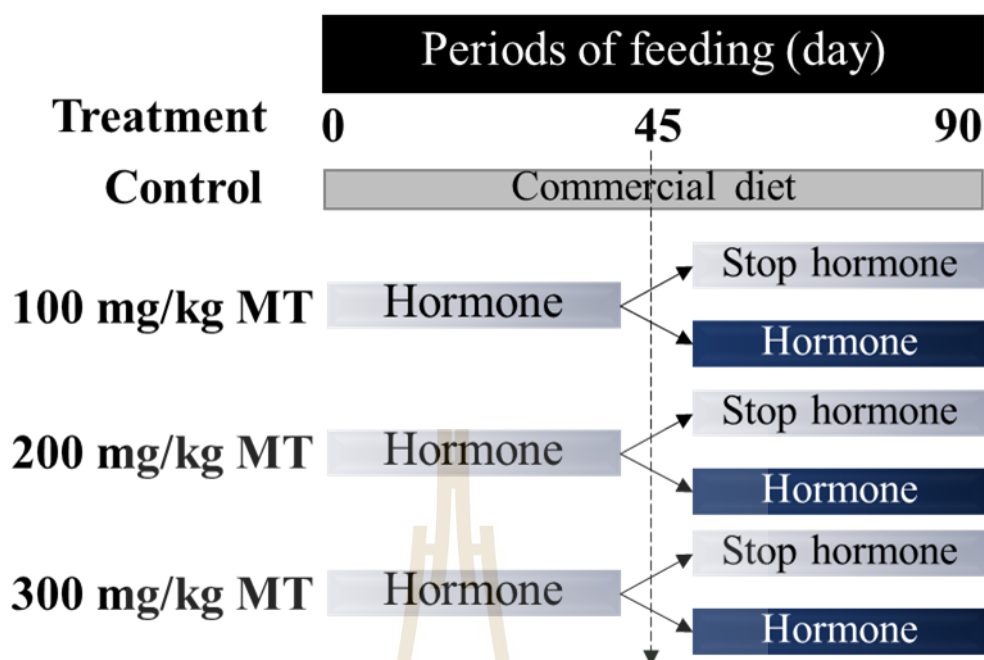 Periods of feeding (day)
Treatment 0 45 90
Control Commercial diet
Stop hormone
100 mg/kg MT Hormone
Hormone
Stop hormone
200 mg/kg MT Hormone
Hormone
Stop hormone
300 mg/kg MT Hormone
Hormone